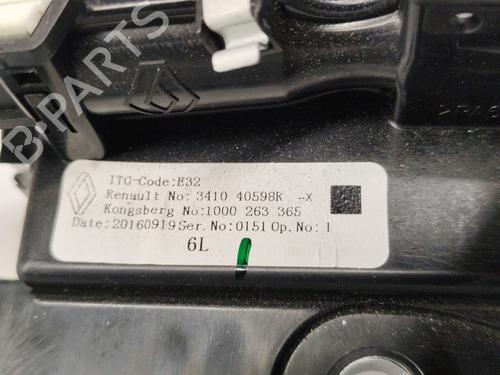 ITG-Code:E32
Renault No: 3410 40598R --X
Kongsberg No:1000 263 365
Date:20160919 Ser.No:0151 Op.No: 1
6L
B-PARTS